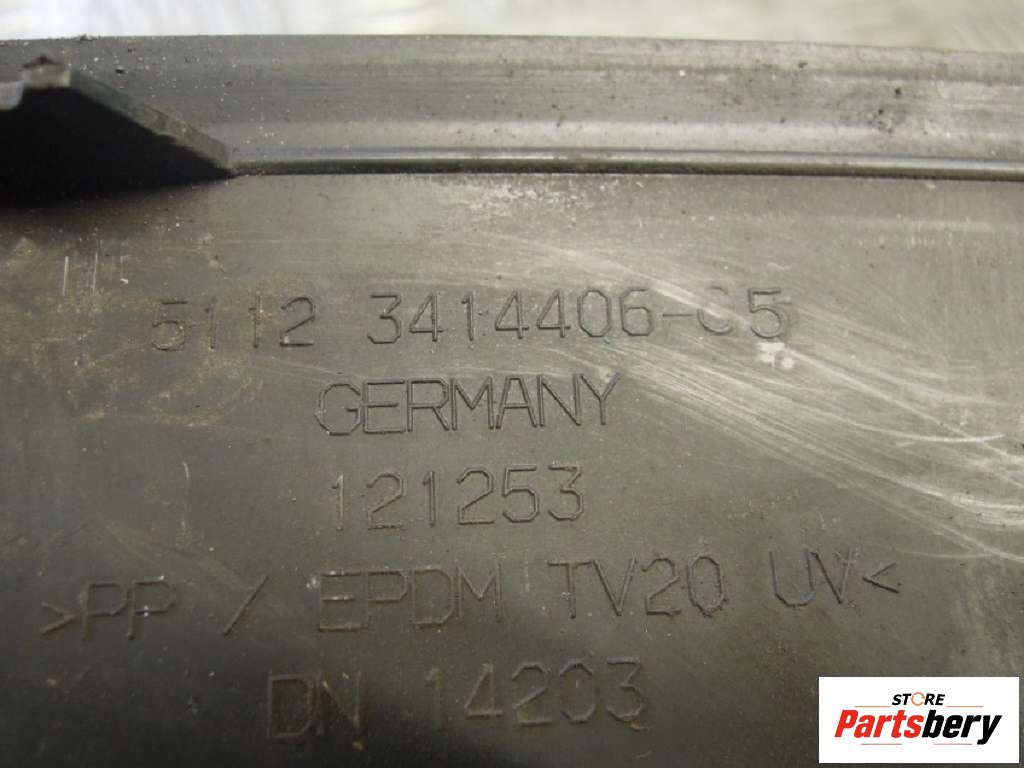 5112 3414406-05
GERMANY
121253
>PP / EPDM TV20 UV<
DN 14203
STORE
Partsbery